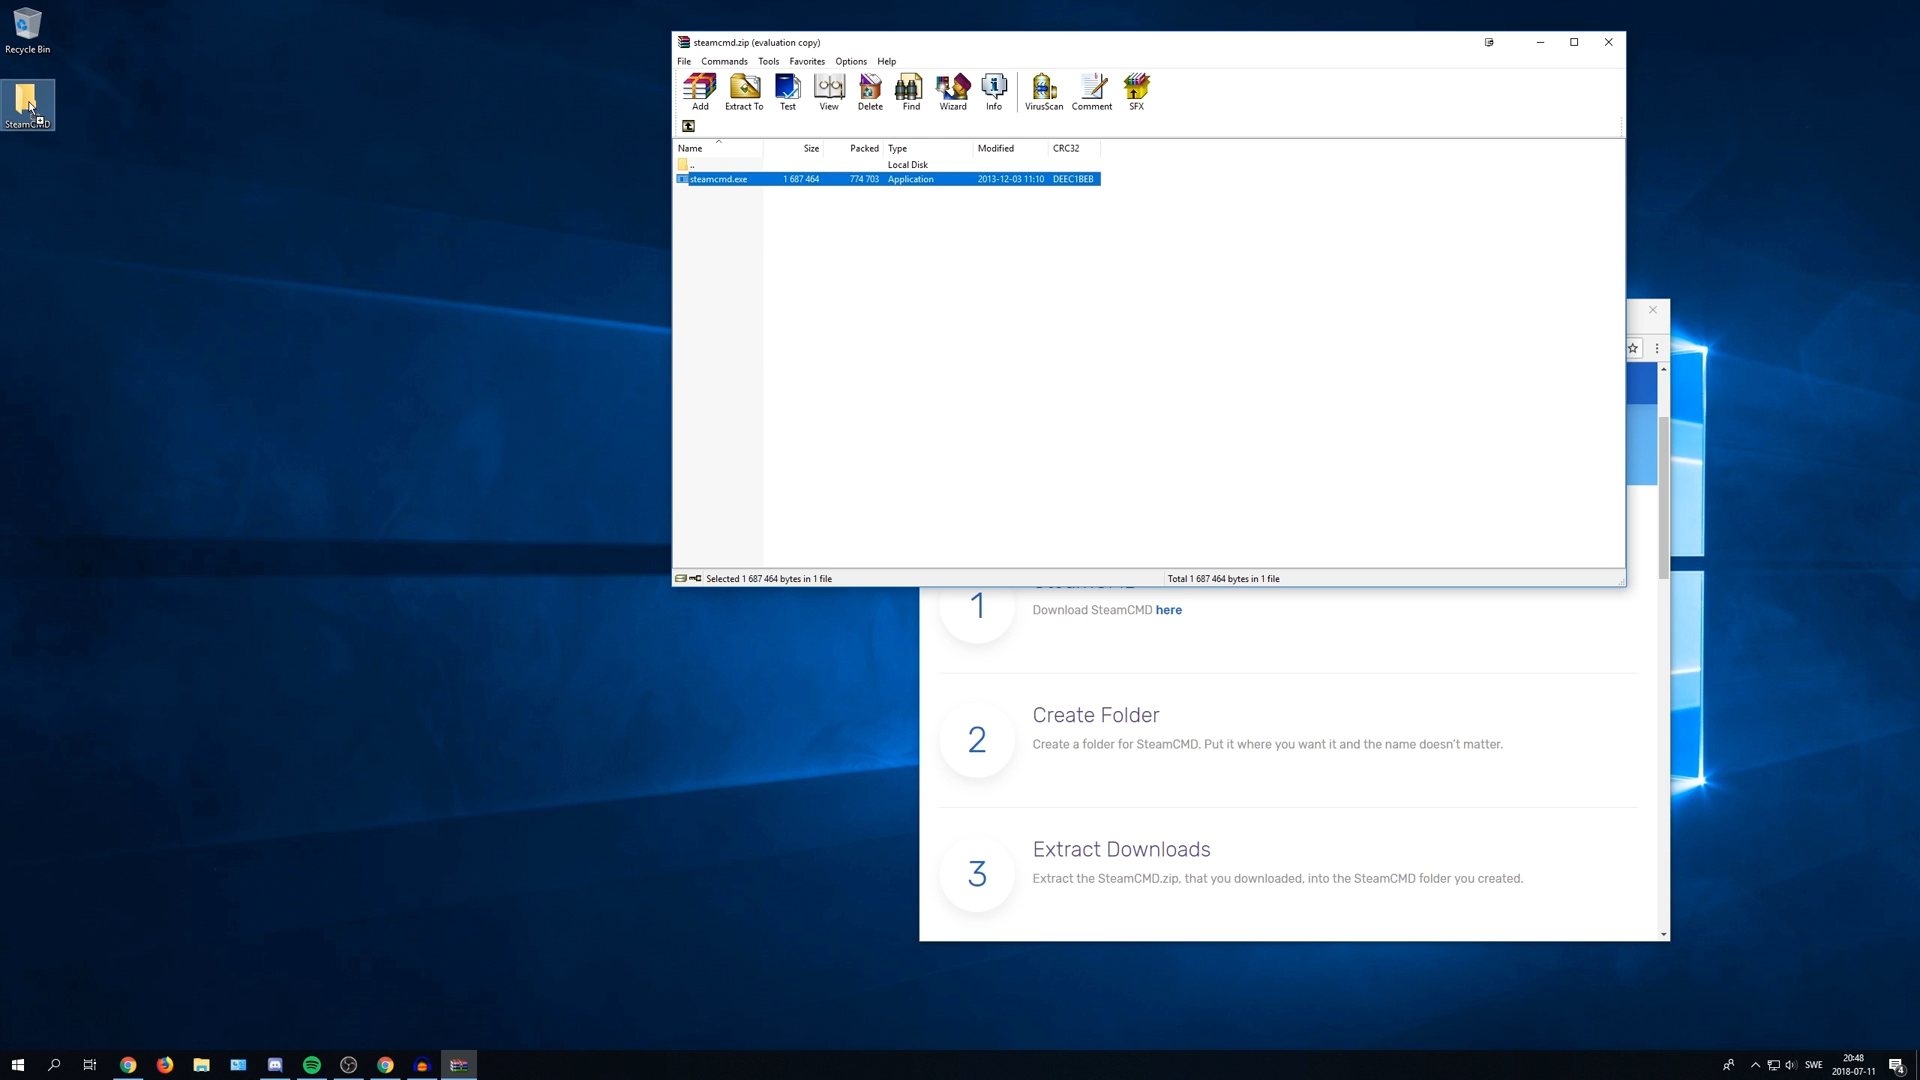 Recycle Bin
SteamCMD
steamcmd.zip (evaluation copy)
File Commands Tools Favorites Options Help
Add Extract To Test View Delete Find Wizard Info VirusScan Comment SFX
Name Size Packed Type Modified CRC32
.. Local Disk
steamcmd.exe 1 687 464 774 703 Application 2013-12-03 11:10 DEEC1BEB
Selected 1 687 464 bytes in 1 file Total 1 687 464 bytes in 1 file
1
Download SteamCMD here
2
Create Folder
Create a folder for SteamCMD. Put it where you want it and the name doesn't matter.
3
Extract Downloads
Extract the SteamCMD.zip, that you downloaded, into the SteamCMD folder you created.
SWE
20:48
2018-07-11
4